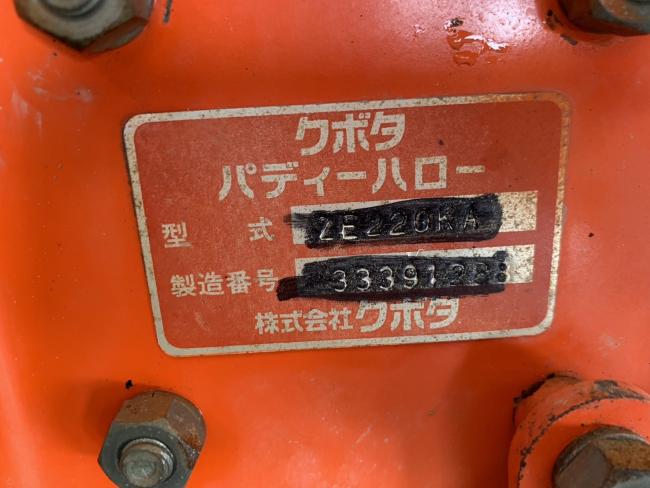 クボタ
パディーハロー
型 式 ZE220KA
製造番号
株式会社クボタ